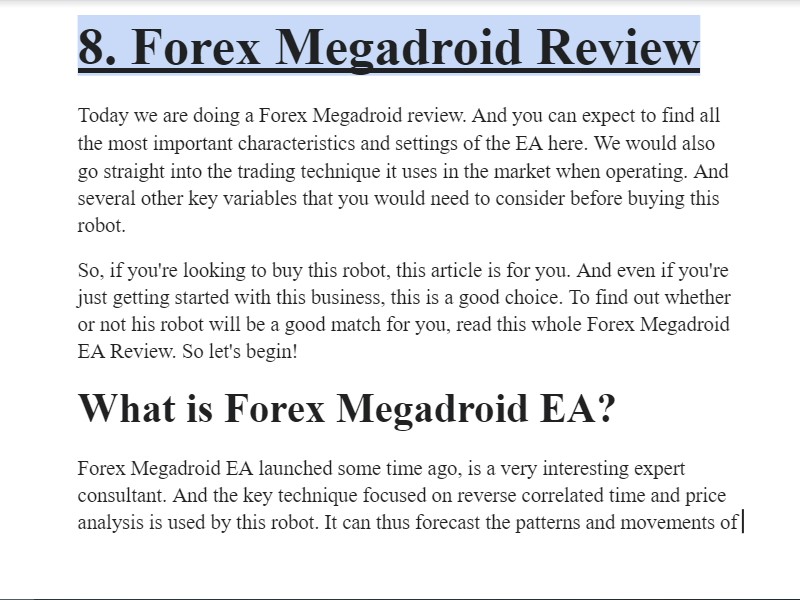 8. Forex Megadroid Review
Today we are doing a Forex Megadroid review. And you can expect to find all
the most important characteristics and settings of the EA here. We would also
go straight into the trading technique it uses in the market when operating. And
several other key variables that you would need to consider before buying this
robot.
So, if you're looking to buy this robot, this article is for you. And even if you're
just getting started with this business, this is a good choice. To find out whether
or not his robot will be a good match for you, read this whole Forex Megadroid
EA Review. So let's begin!
What is Forex Megadroid EA?
Forex Megadroid EA launched some time ago, is a very interesting expert
consultant. And the key technique focused on reverse correlated time and price
analysis is used by this robot. It can thus forecast the patterns and movements of